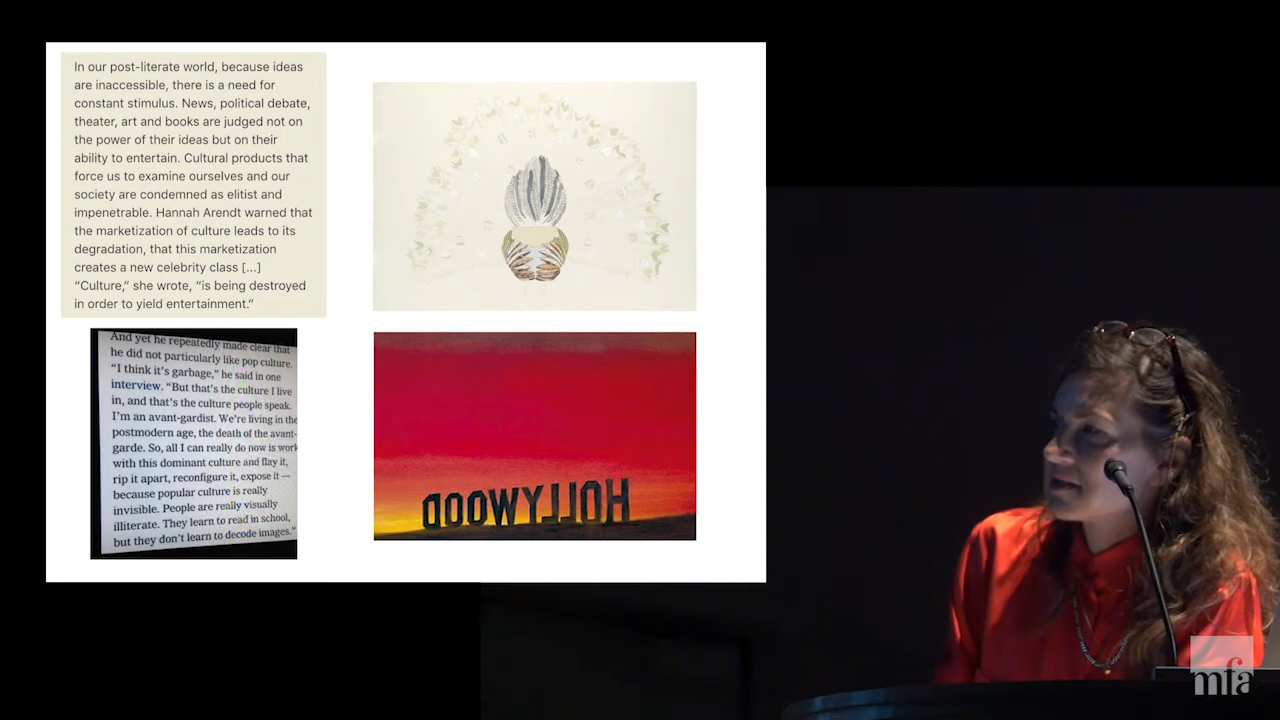 In our post-literate world, because ideas
are inaccessible, there is a need for
constant stimulus. News, political debate,
theater, art and books are judged not on
the power of their ideas but on their
ability to entertain. Cultural products that
force us to examine ourselves and our
society are condemned as elitist and
impenetrable. Hannah Arendt warned that
the marketization of culture leads to its
degradation, that this marketization
creates a new celebrity class [...]
“Culture,” she wrote, “is being destroyed
in order to yield entertainment.”
And yet he repeatedly made clear that
he did not particularly like pop culture.
“I think it’s garbage,” he said in one
interview. “But that’s the culture I live
in, and that’s the culture people speak.
I’m an avant-gardist. We’re living in the
postmodern age, the death of the avant-
garde. So, all I can really do now is work
with this dominant culture and flay it,
rip it apart, reconfigure it, expose it —
because popular culture is really
invisible. People are really visually
illiterate. They learn to read in school,
but they don’t learn to decode images.”
HOLLYWOOD
mfa